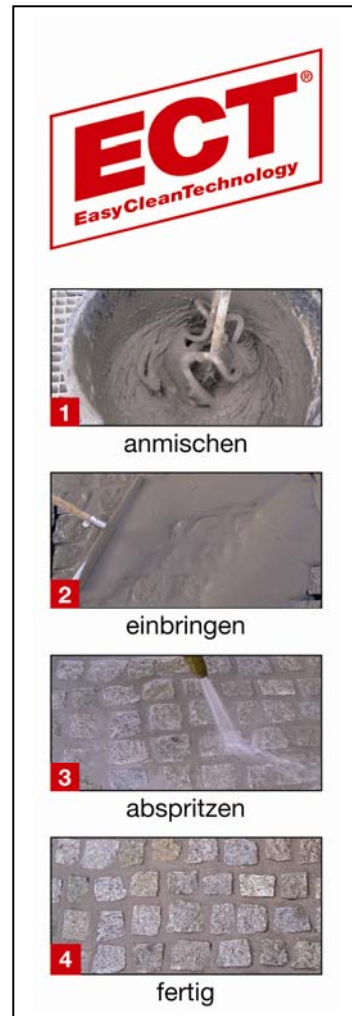 ECT®
EasyCleanTechnology
1
anmischen
2
einbringen
3
abspritzen
4
fertig